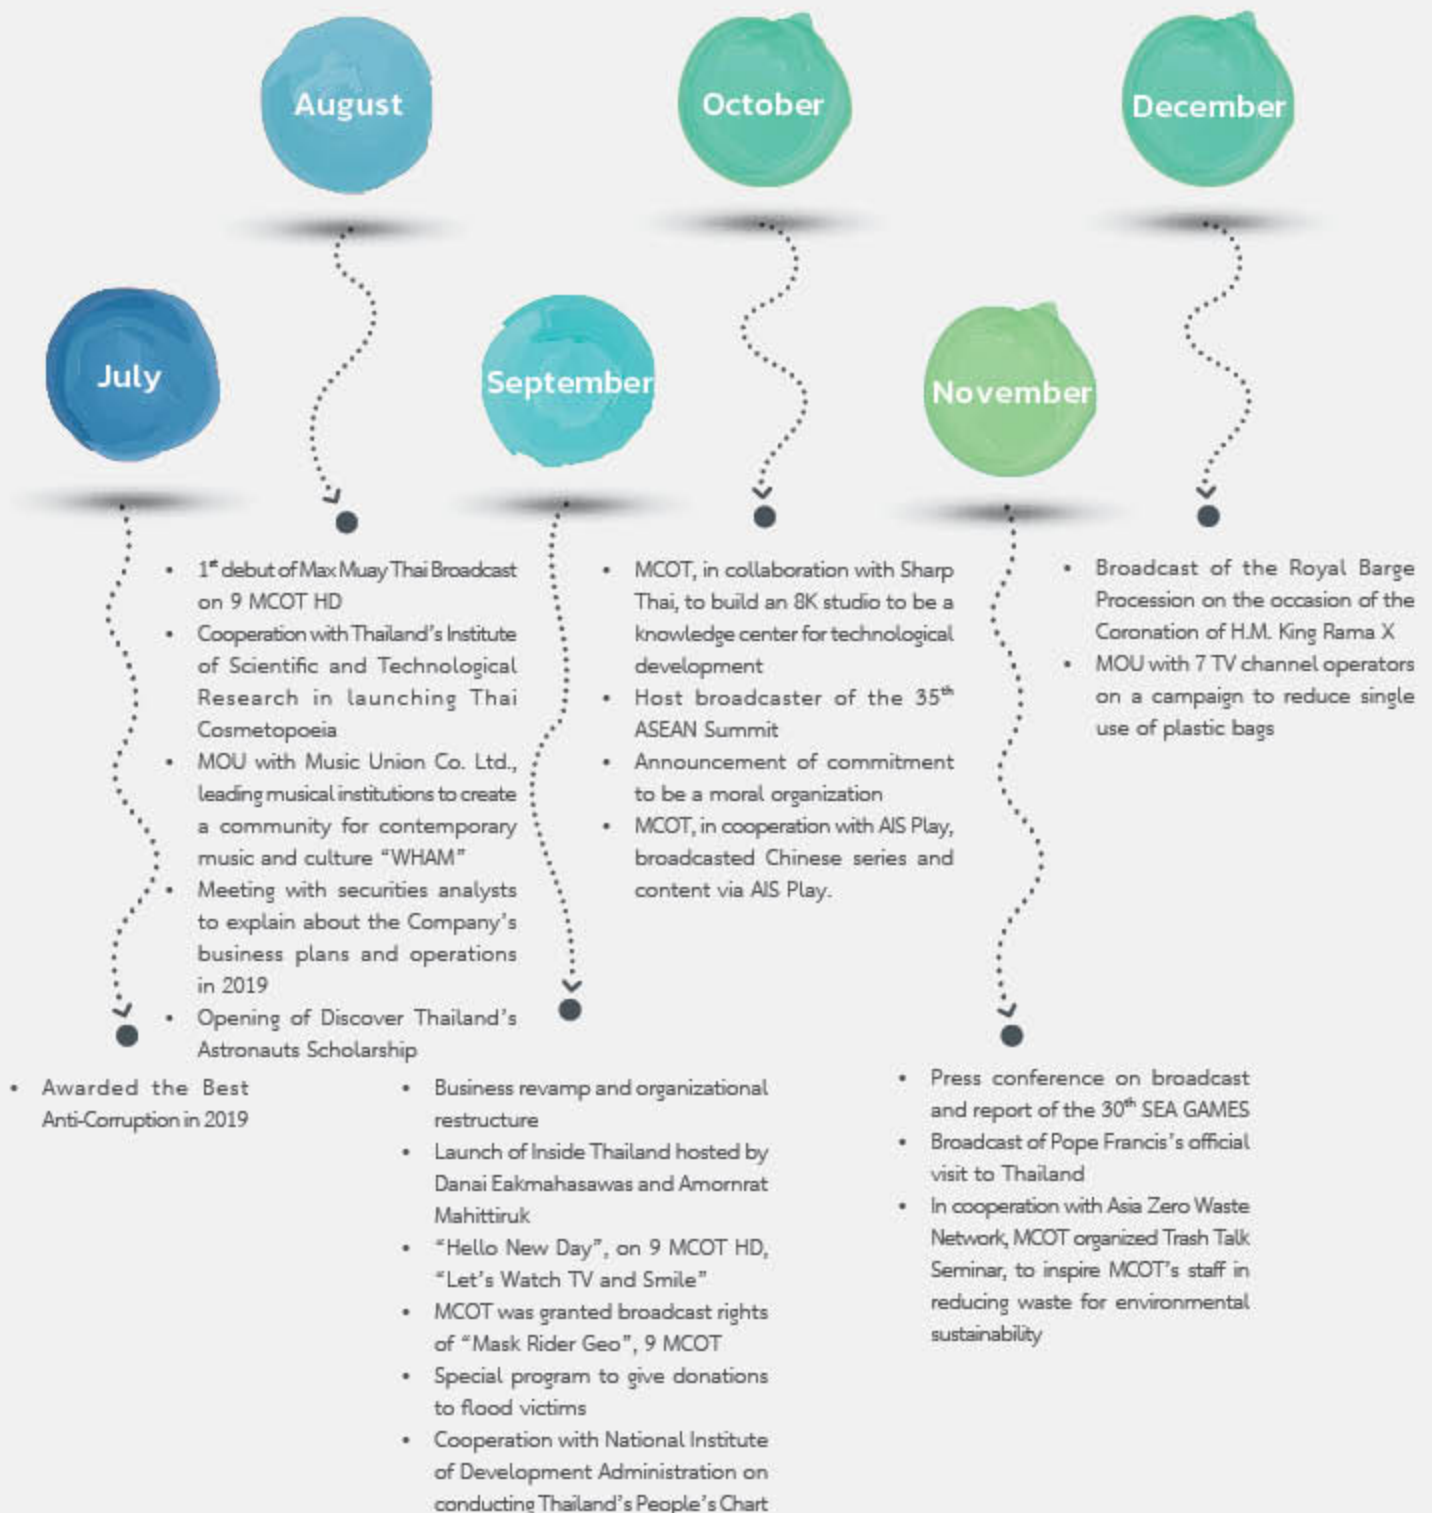 August
October
December
July
September
November
• 1st debut of Max Muay Thai Broadcast
on 9 MCOT HD
• Cooperation with Thailand's Institute
of Scientific and Technological
Research in launching Thai
Cosmetopoeia
• MOU with Music Union Co. Ltd.,
leading musical institutions to create
a community for contemporary
music and culture "WHAM"
• Meeting with securities analysts
to explain about the Company's
business plans and operations
in 2019
• Opening of Discover Thailand's
Astronauts Scholarship
• MCOT, in collaboration with Sharp
Thai, to build an 8K studio to be a
knowledge center for technological
development
• Host broadcaster of the 35th
ASEAN Summit
• Announcement of commitment
to be a moral organization
• MCOT, in cooperation with AIS Play,
broadcasted Chinese series and
content via AIS Play.
• Broadcast of the Royal Barge
Procession on the occasion of the
Coronation of H.M. King Rama X
• MOU with 7 TV channel operators
on a campaign to reduce single
use of plastic bags
• Awarded the Best
Anti-Corruption in 2019
• Business revamp and organizational
restructure
• Launch of Inside Thailand hosted by
Danai Eakmahasawas and Amornrat
Mahittiruk
• "Hello New Day", on 9 MCOT HD,
"Let's Watch TV and Smile"
• MCOT was granted broadcast rights
of "Mask Rider Geo", 9 MCOT
• Special program to give donations
to flood victims
• Cooperation with National Institute
of Development Administration on
conducting Thailand's People's Chart
• Press conference on broadcast
and report of the 30th SEA GAMES
• Broadcast of Pope Francis's official
visit to Thailand
• In cooperation with Asia Zero Waste
Network, MCOT organized Trash Talk
Seminar, to inspire MCOT's staff in
reducing waste for environmental
sustainability